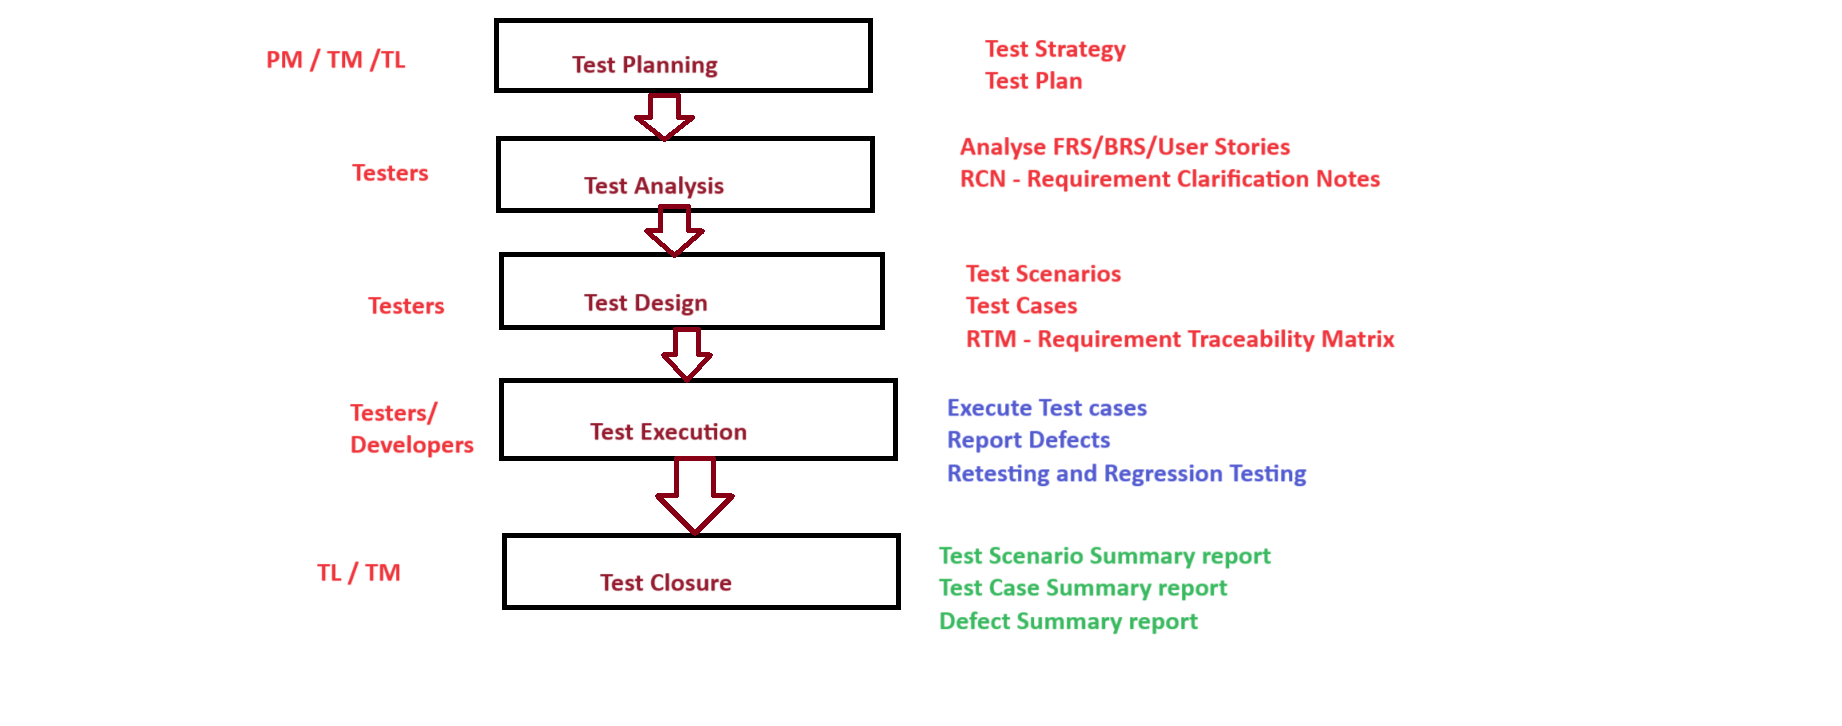 PM / TM /TL
Test Planning
Test Strategy
Test Plan
Testers
Test Analysis
Analyse FRS/BRS/User Stories
RCN - Requirement Clarification Notes
Testers
Test Design
Test Scenarios
Test Cases
RTM - Requirement Traceability Matrix
Testers/
Developers
Test Execution
Execute Test cases
Report Defects
Retesting and Regression Testing
TL / TM
Test Closure
Test Scenario Summary report
Test Case Summary report
Defect Summary report